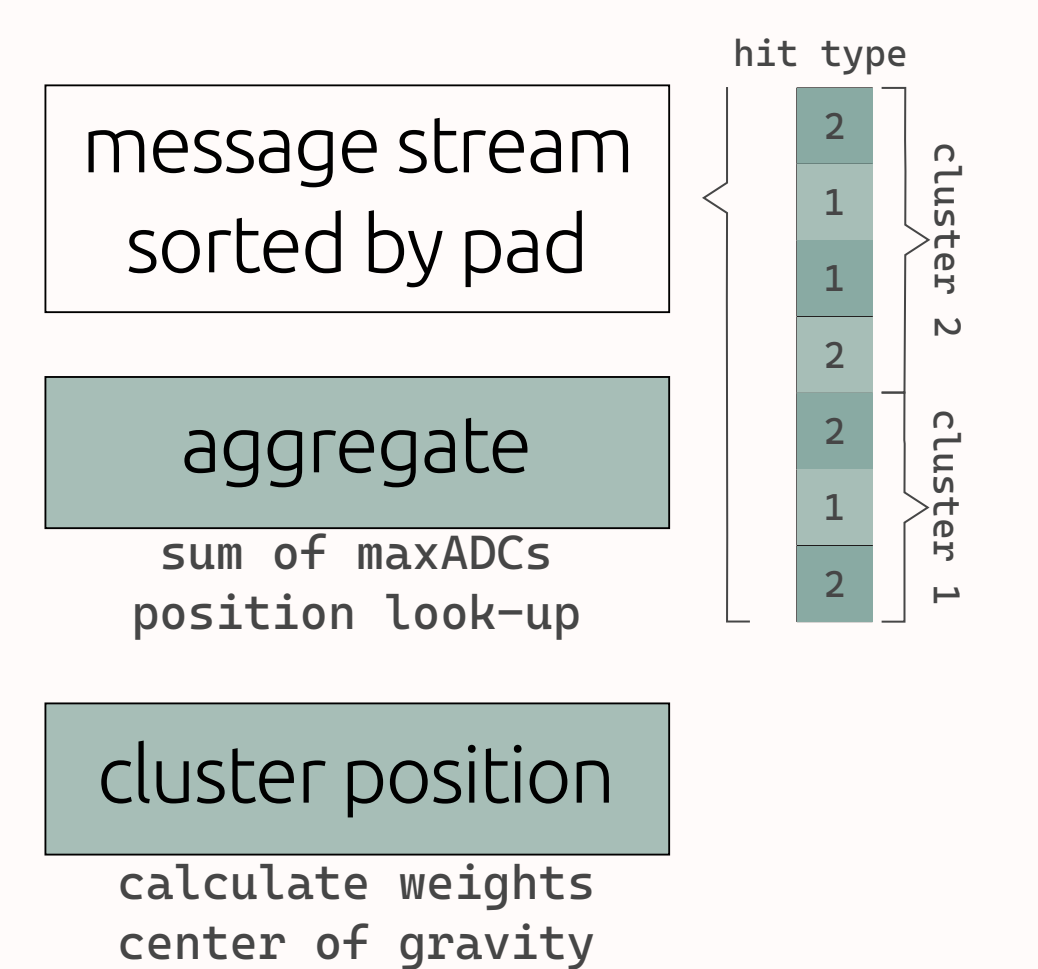 message stream
sorted by pad
aggregate
sum of maxADCs
position look-up
cluster position
calculate weights
center of gravity
hit type
2
1
1
2
2
1
2
cluster 2
cluster 1